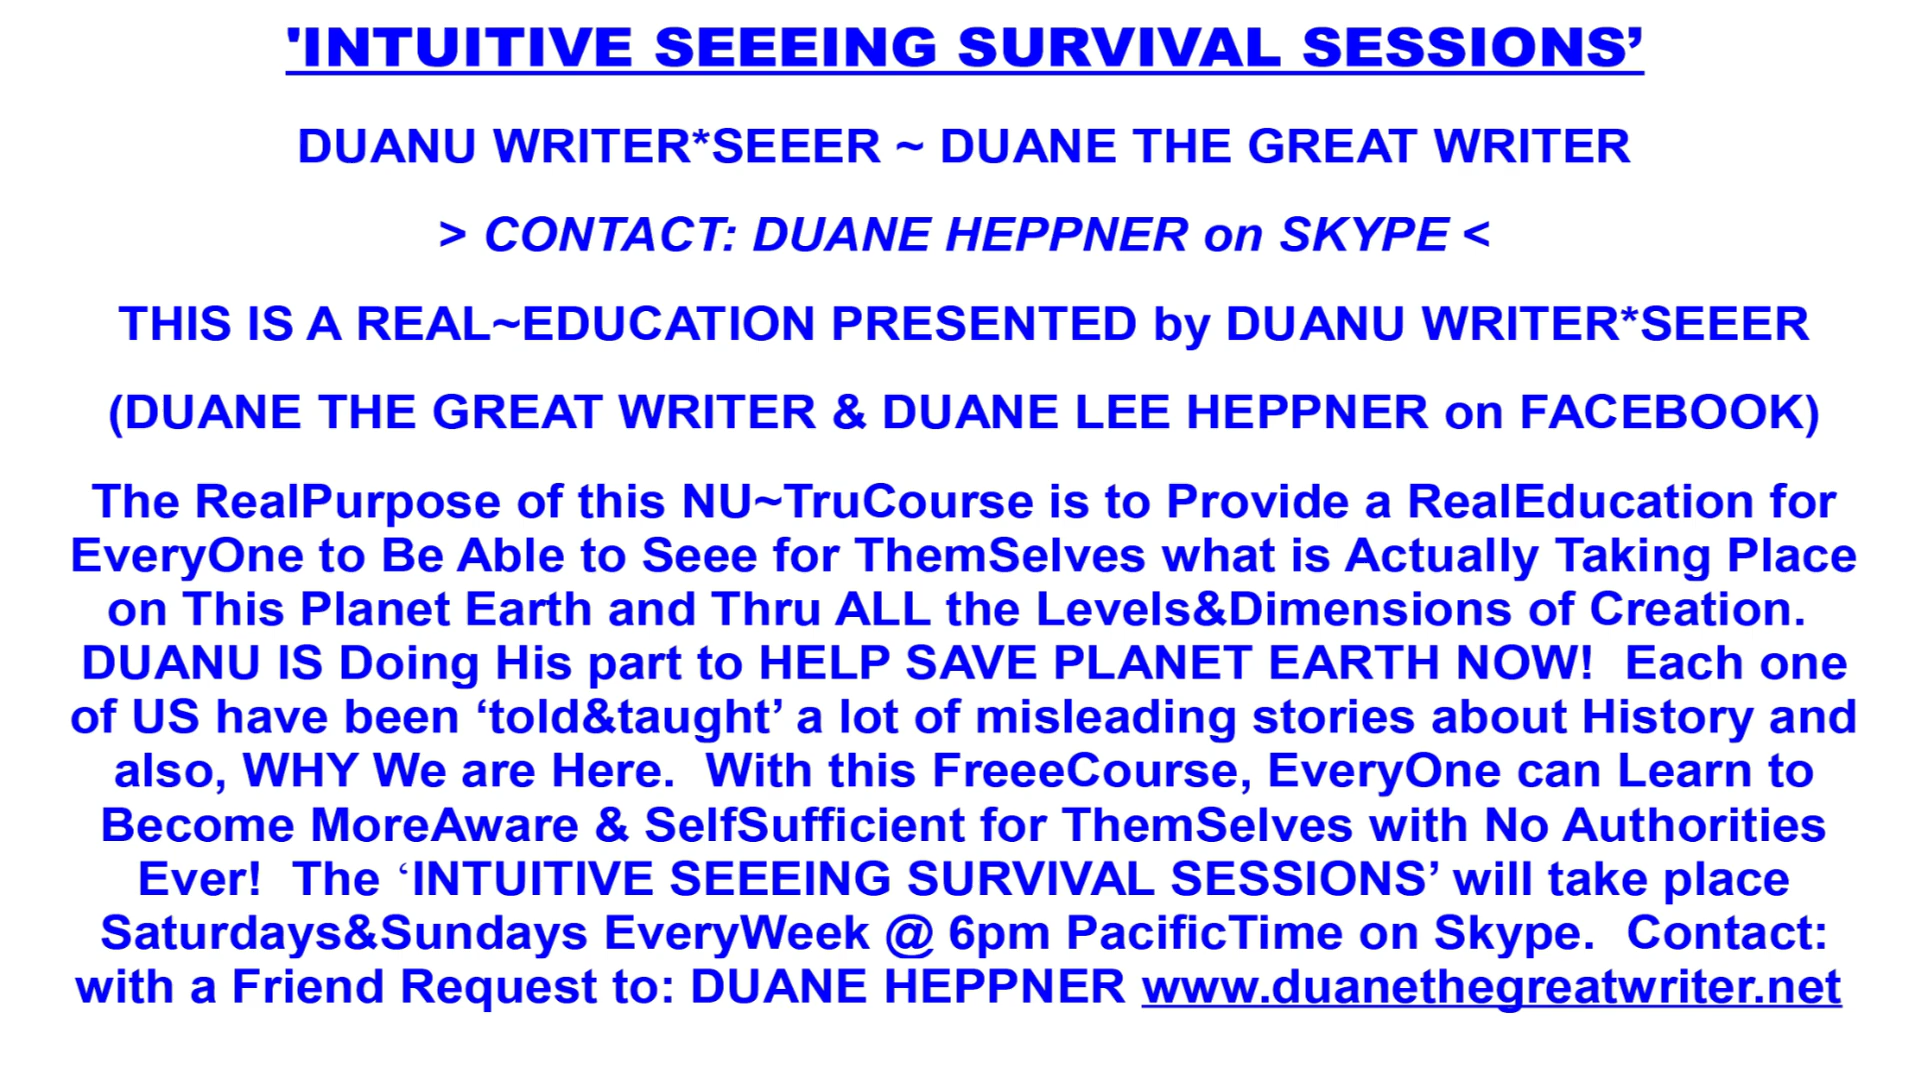 'INTUITIVE SEEEING SURVIVAL SESSIONS’
DUANU WRITER*SEEER ~ DUANE THE GREAT WRITER
> CONTACT: DUANE HEPPNER on SKYPE <
THIS IS A REAL~EDUCATION PRESENTED by DUANU WRITER*SEEER
(DUANE THE GREAT WRITER & DUANE LEE HEPPNER on FACEBOOK)
The RealPurpose of this NU~TruCourse is to Provide a RealEducation for
EveryOne to Be Able to Seee for ThemSelves what is Actually Taking Place
on This Planet Earth and Thru ALL the Levels&Dimensions of Creation.
DUANU IS Doing His part to HELP SAVE PLANET EARTH NOW!  Each one
of US have been ‘told&taught’ a lot of misleading stories about History and
also, WHY We are Here.  With this FreeeCourse, EveryOne can Learn to
Become MoreAware & SelfSufficient for ThemSelves with No Authorities
Ever!  The ‘INTUITIVE SEEEING SURVIVAL SESSIONS’ will take place
Saturdays&Sundays EveryWeek @ 6pm PacificTime on Skype.  Contact:
with a Friend Request to: DUANE HEPPNER www.duanethegreatwriter.net